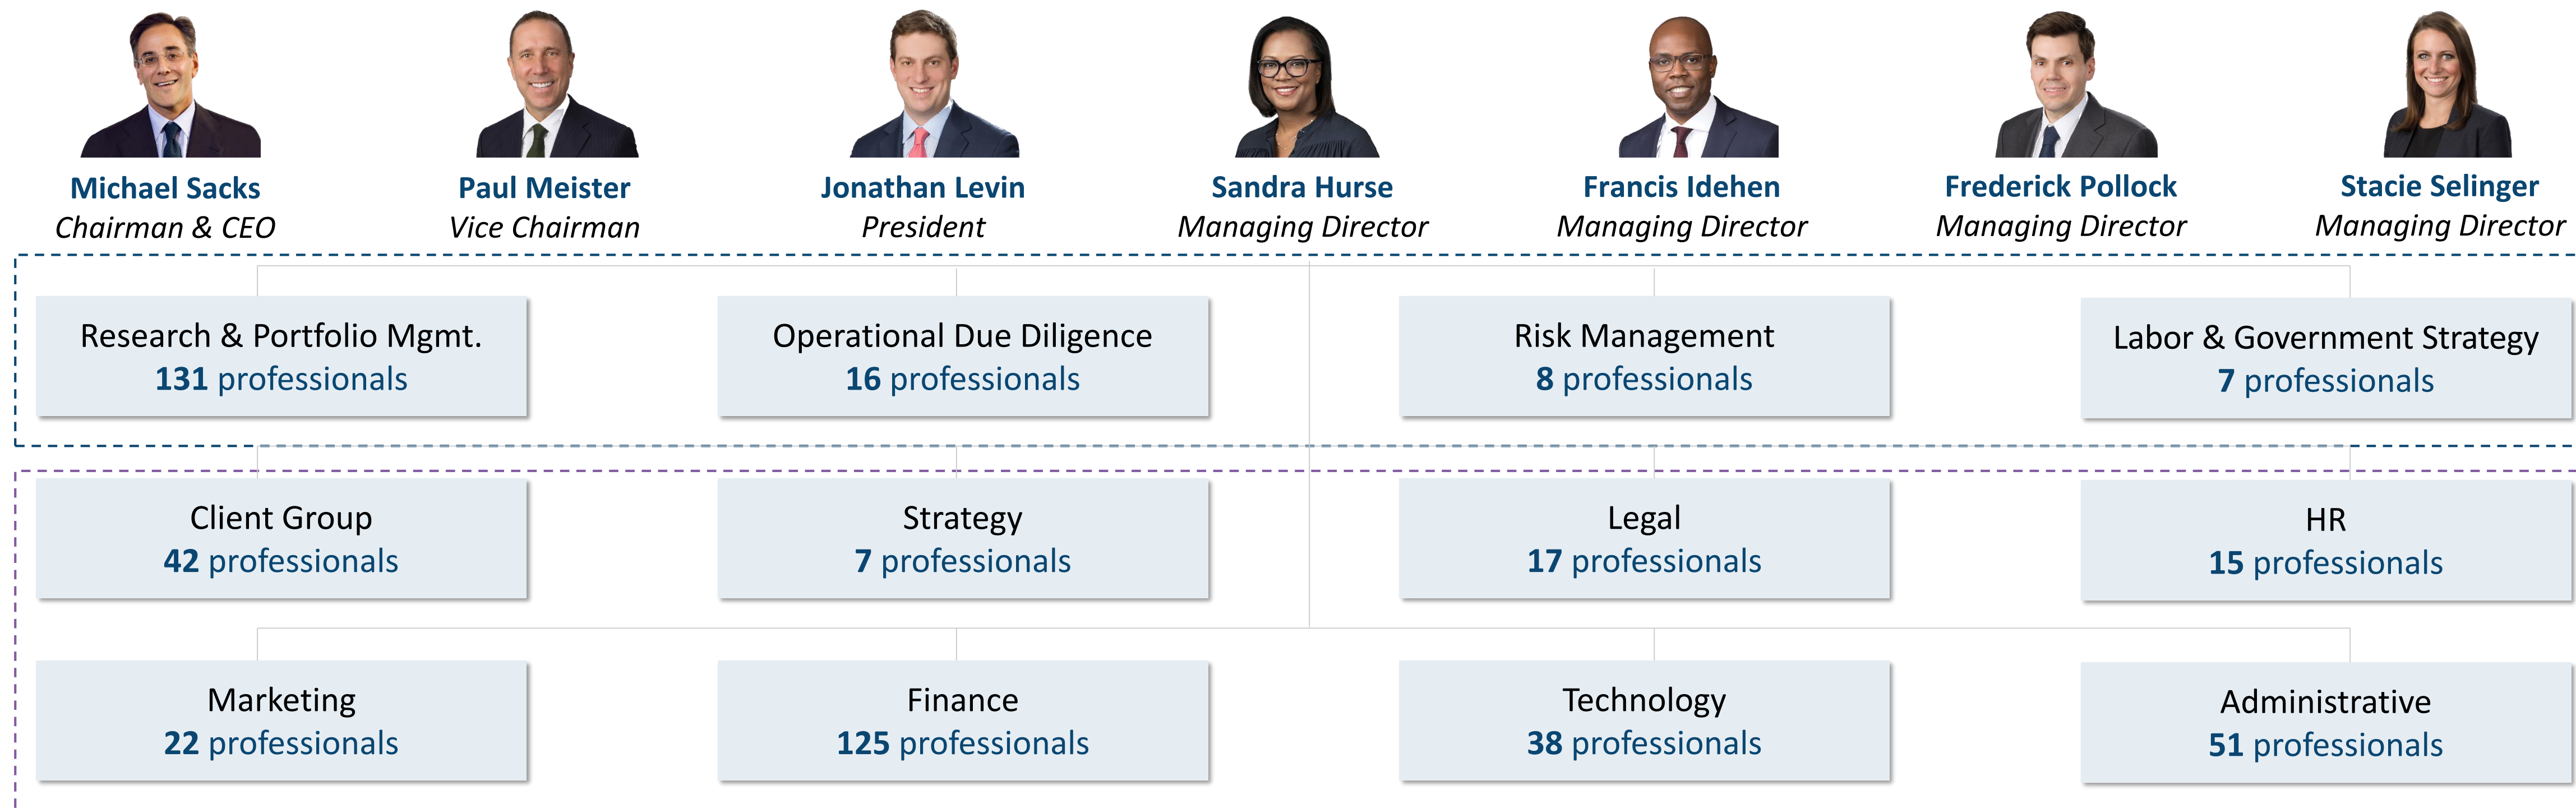 Michael Sacks
Chairman & CEO
Paul Meister
Vice Chairman
Jonathan Levin
President
Sandra Hurse
Managing Director
Francis Idehen
Managing Director
Frederick Pollock
Managing Director
Stacie Selinger
Managing Director
Research & Portfolio Mgmt.
131 professionals
Operational Due Diligence
16 professionals
Risk Management
8 professionals
Labor & Government Strategy
7 professionals
Client Group
42 professionals
Strategy
7 professionals
Legal
17 professionals
HR
15 professionals
Marketing
22 professionals
Finance
125 professionals
Technology
38 professionals
Administrative
51 professionals